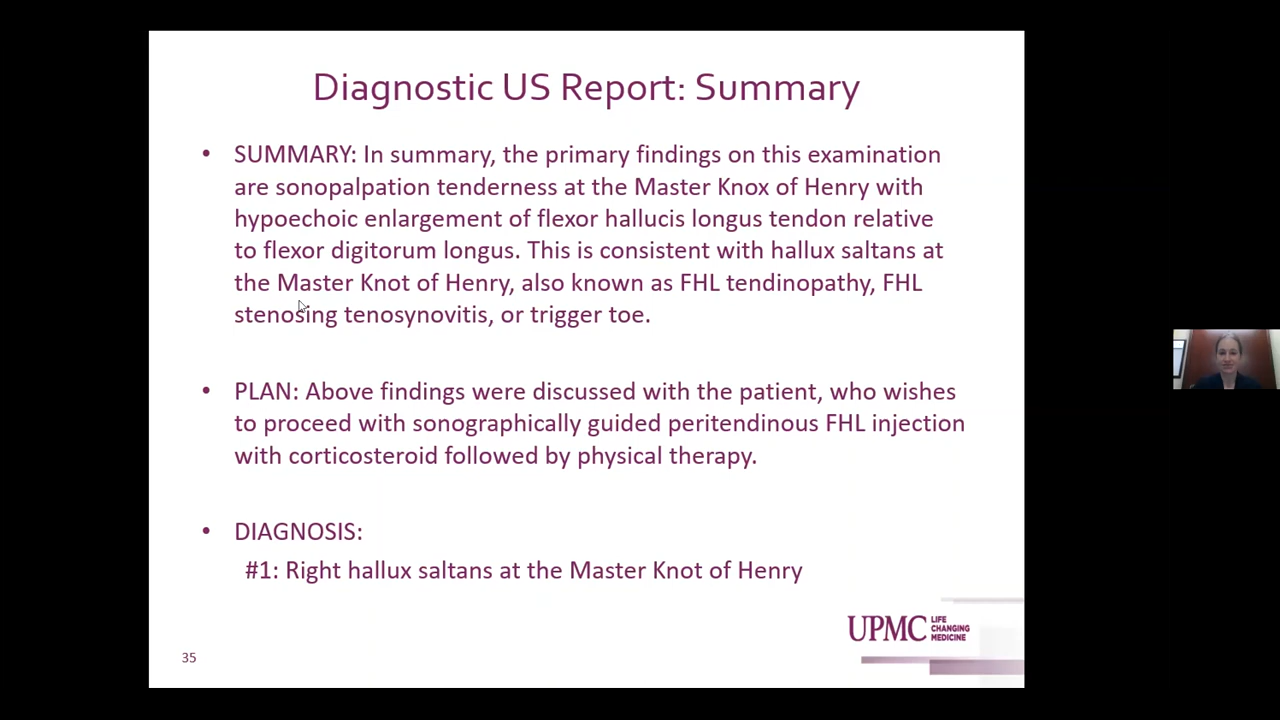 Diagnostic US Report: Summary
• SUMMARY: In summary, the primary findings on this examination
are sonopalpation tenderness at the Master Knox of Henry with
hypoechoic enlargement of flexor hallucis longus tendon relative
to flexor digitorum longus. This is consistent with hallux saltans at
the Master Knot of Henry, also known as FHL tendinopathy, FHL
stenosing tenosynovitis, or trigger toe.
• PLAN: Above findings were discussed with the patient, who wishes
to proceed with sonographically guided peritendinous FHL injection
with corticosteroid followed by physical therapy.
• DIAGNOSIS:
#1: Right hallux saltans at the Master Knot of Henry
UPMC LIFE
CHANGING
MEDICINE
35